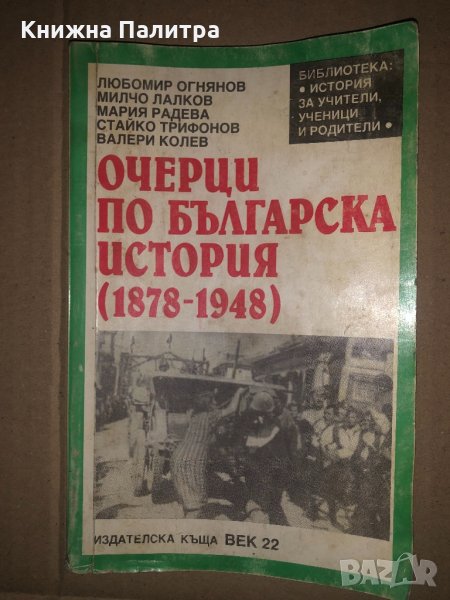 Книжна Палитра
ЛЮБОМИР ОГНЯНОВ
МИЛЧО ЛАЛКОВ
МАРИЯ РАДЕВА
СТАЙКО ТРИФОНОВ
ВАЛЕРИ КОЛЕВ
БИБЛИОТЕКА:
• ИСТОРИЯ
ЗА УЧИТЕЛИ,
УЧЕНИЦИ
И РОДИТЕЛИ •
ОЧЕРЦИ
ПО БЪЛГАРСКА
ИСТОРИЯ
(1878-1948)
ИЗДАТЕЛСКА КЪЩА ВЕК 22
BAZAR